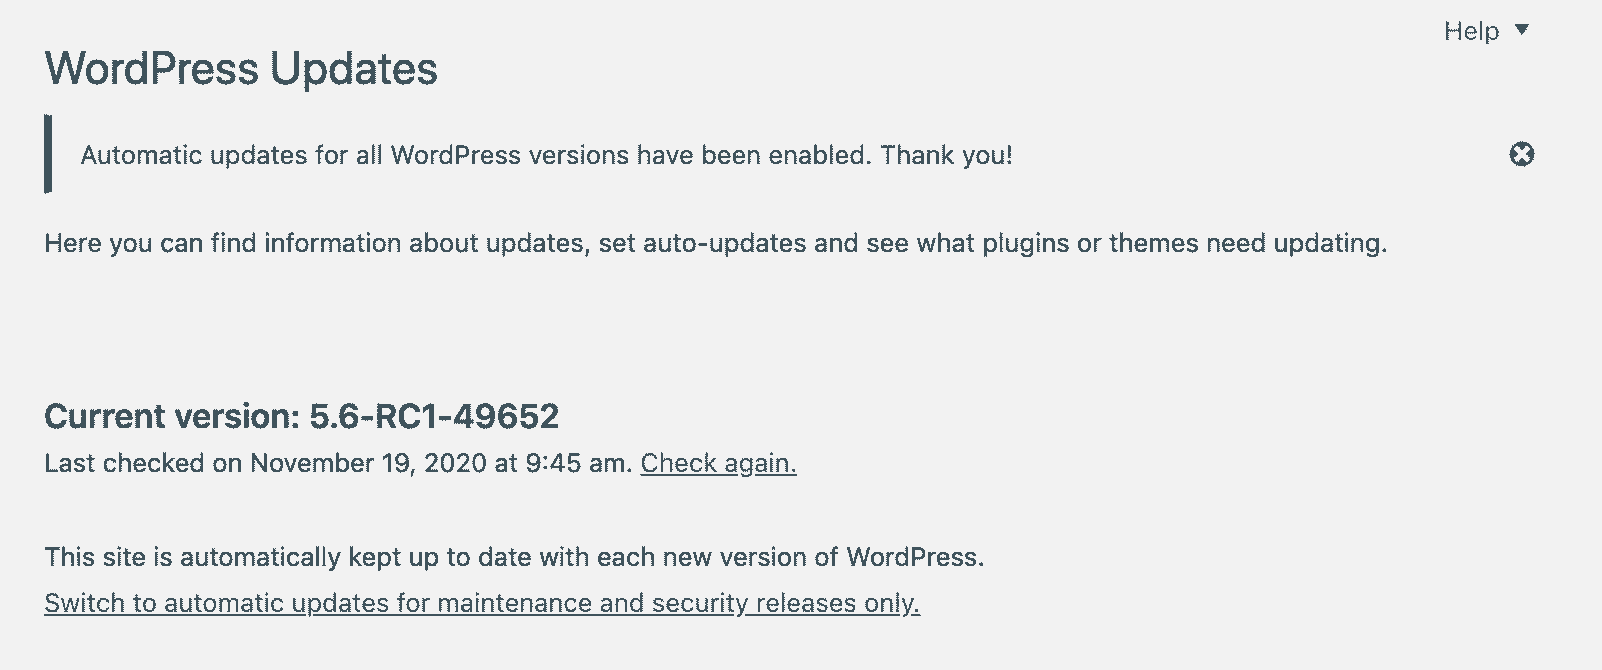 Help
WordPress Updates
Automatic updates for all WordPress versions have been enabled. Thank you!
Here you can find information about updates, set auto-updates and see what plugins or themes need updating.
Current version: 5.6-RC1-49652
Last checked on November 19, 2020 at 9:45 am. Check again.
This site is automatically kept up to date with each new version of WordPress.
Switch to automatic updates for maintenance and security releases only.